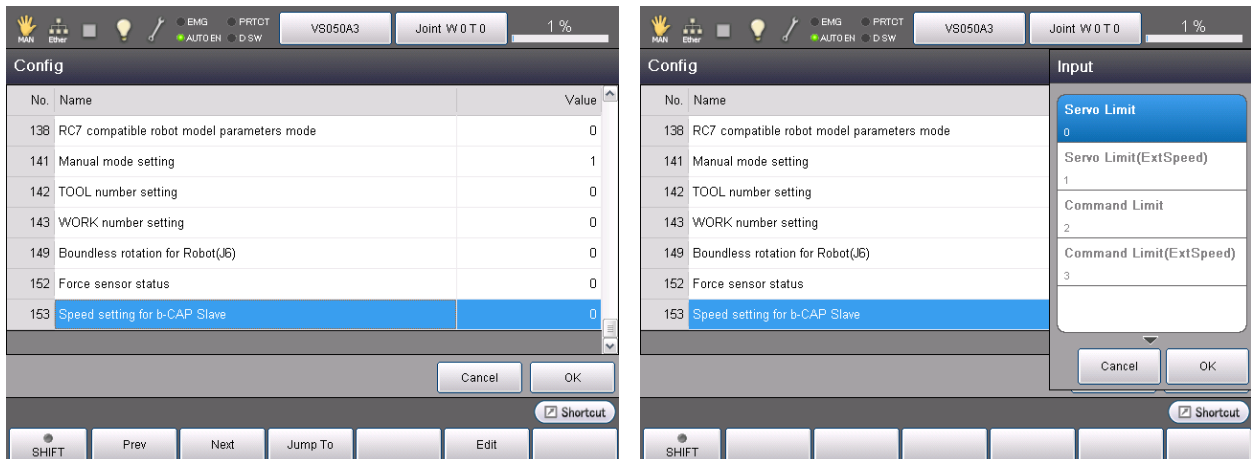 EMG PRTCT
MAN Ether AUTO EN D SW VS050A3 Joint W 0 T 0 1 %
Config
No. Name Value
138 RC7 compatible robot model parameters mode 0
141 Manual mode setting 1
142 TOOL number setting 0
143 WORK number setting 0
149 Boundless rotation for Robot(J6) 0
152 Force sensor status 0
153 Speed setting for b-CAP Slave 0
Cancel OK
Shortcut
SHIFT Prev Next Jump To Edit
EMG PRTCT
MAN Ether AUTO EN D SW VS050A3 Joint W 0 T 0 1 %
Config
No. Name
138 RC7 compatible robot model parameters mode
141 Manual mode setting
142 TOOL number setting
143 WORK number setting
149 Boundless rotation for Robot(J6)
152 Force sensor status
153 Speed setting for b-CAP Slave
Input
Servo Limit
0
Servo Limit(ExtSpeed)
1
Command Limit
2
Command Limit(ExtSpeed)
3
Cancel OK
Shortcut
SHIFT